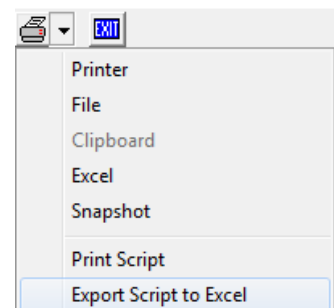 EXIT
Printer
File
Clipboard
Excel
Snapshot
Print Script
Export Script to Excel